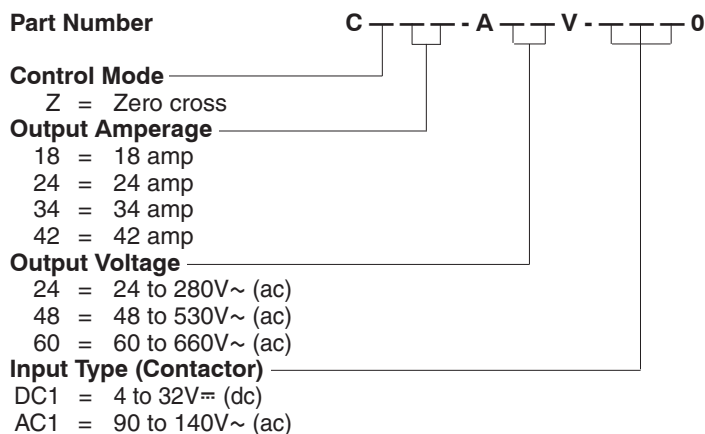 Part Number C — — — - A — — V - — — — 0
Control Mode
Z = Zero cross
Output Amperage
18 = 18 amp
24 = 24 amp
34 = 34 amp
42 = 42 amp
Output Voltage
24 = 24 to 280V~ (ac)
48 = 48 to 530V~ (ac)
60 = 60 to 660V~ (ac)
Input Type (Contactor)
DC1 = 4 to 32V⎓ (dc)
AC1 = 90 to 140V~ (ac)